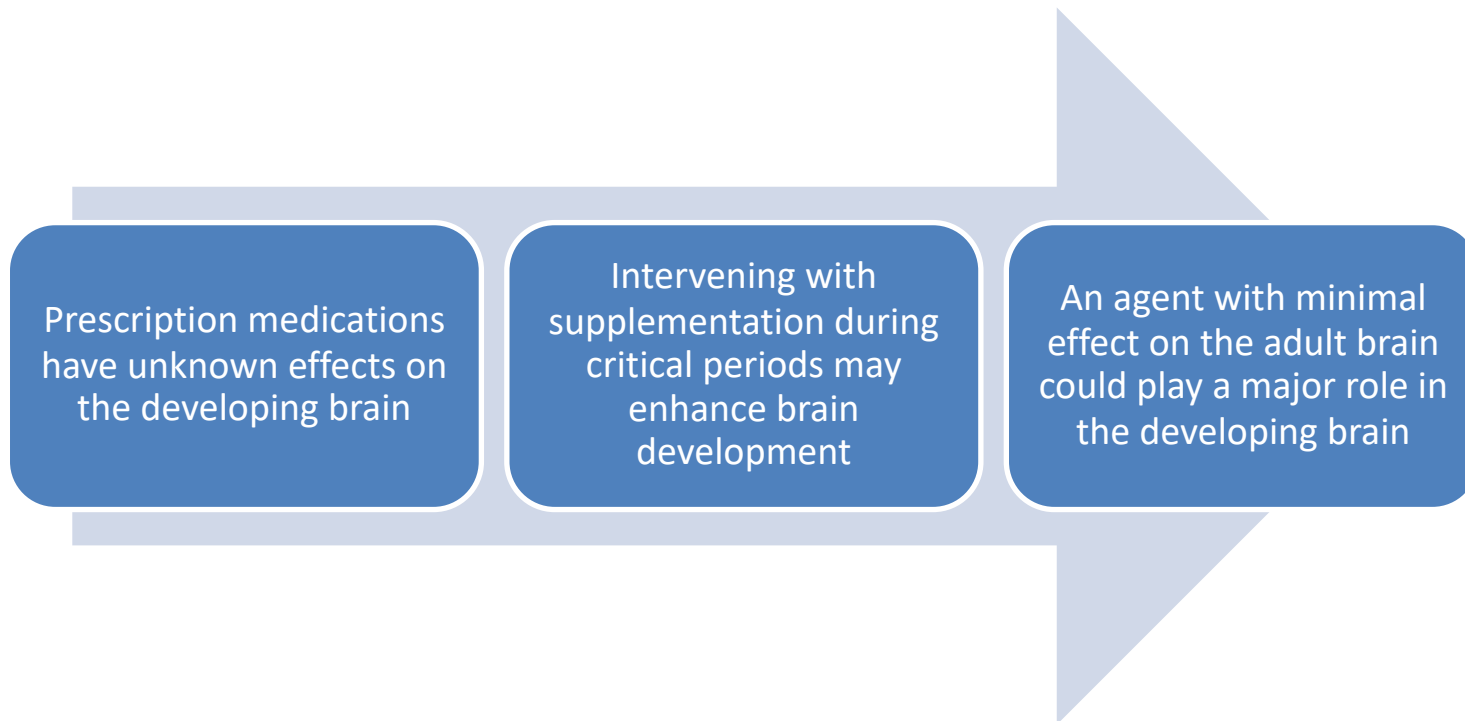 Prescription medications
have unknown effects on
the developing brain
Intervening with
supplementation during
critical periods may
enhance brain
development
An agent with minimal
effect on the adult brain
could play a major role in
the developing brain